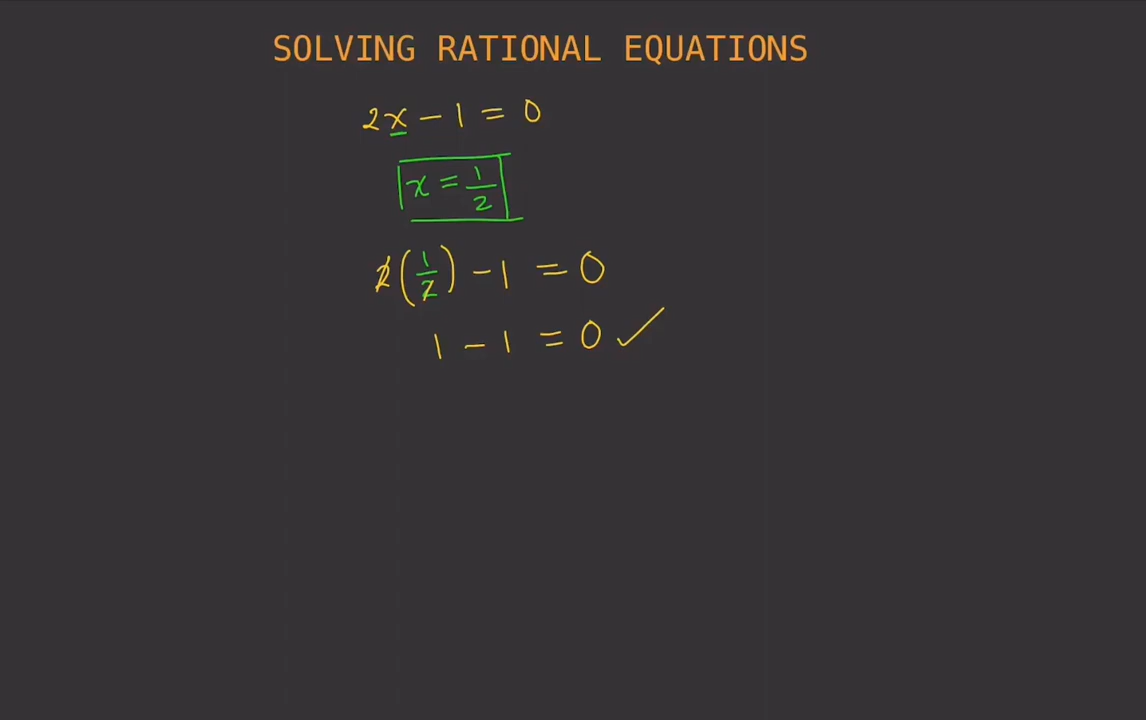 SOLVING RATIONAL EQUATIONS
2x - 1 = 0
x = 1/2
2(1/2) - 1 = 0
1 - 1 = 0 ✓